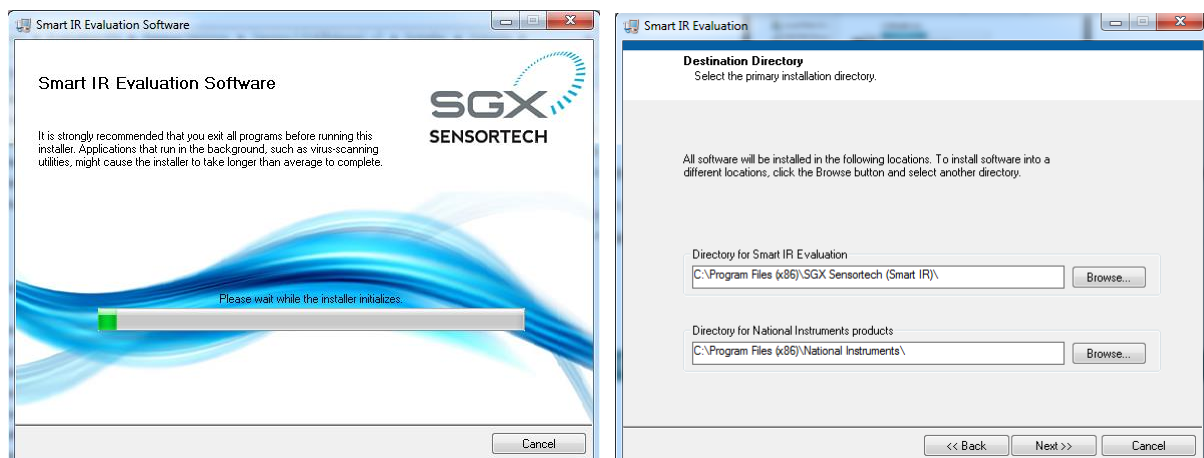 Smart IR Evaluation Software
Smart IR Evaluation Software
SGX
SENSORTECH
It is strongly recommended that you exit all programs before running this
installer. Applications that run in the background, such as virus-scanning
utilities, might cause the installer to take longer than average to complete.
Please wait while the installer initializes.
Cancel
Smart IR Evaluation
Destination Directory
Select the primary installation directory.
All software will be installed in the following locations. To install software into a
different locations, click the Browse button and select another directory.
Directory for Smart IR Evaluation
C:\Program Files (x86)\SGX Sensortech (Smart IR)\
Browse...
Directory for National Instruments products
C:\Program Files (x86)\National Instruments\
Browse...
<< Back
Next >>
Cancel